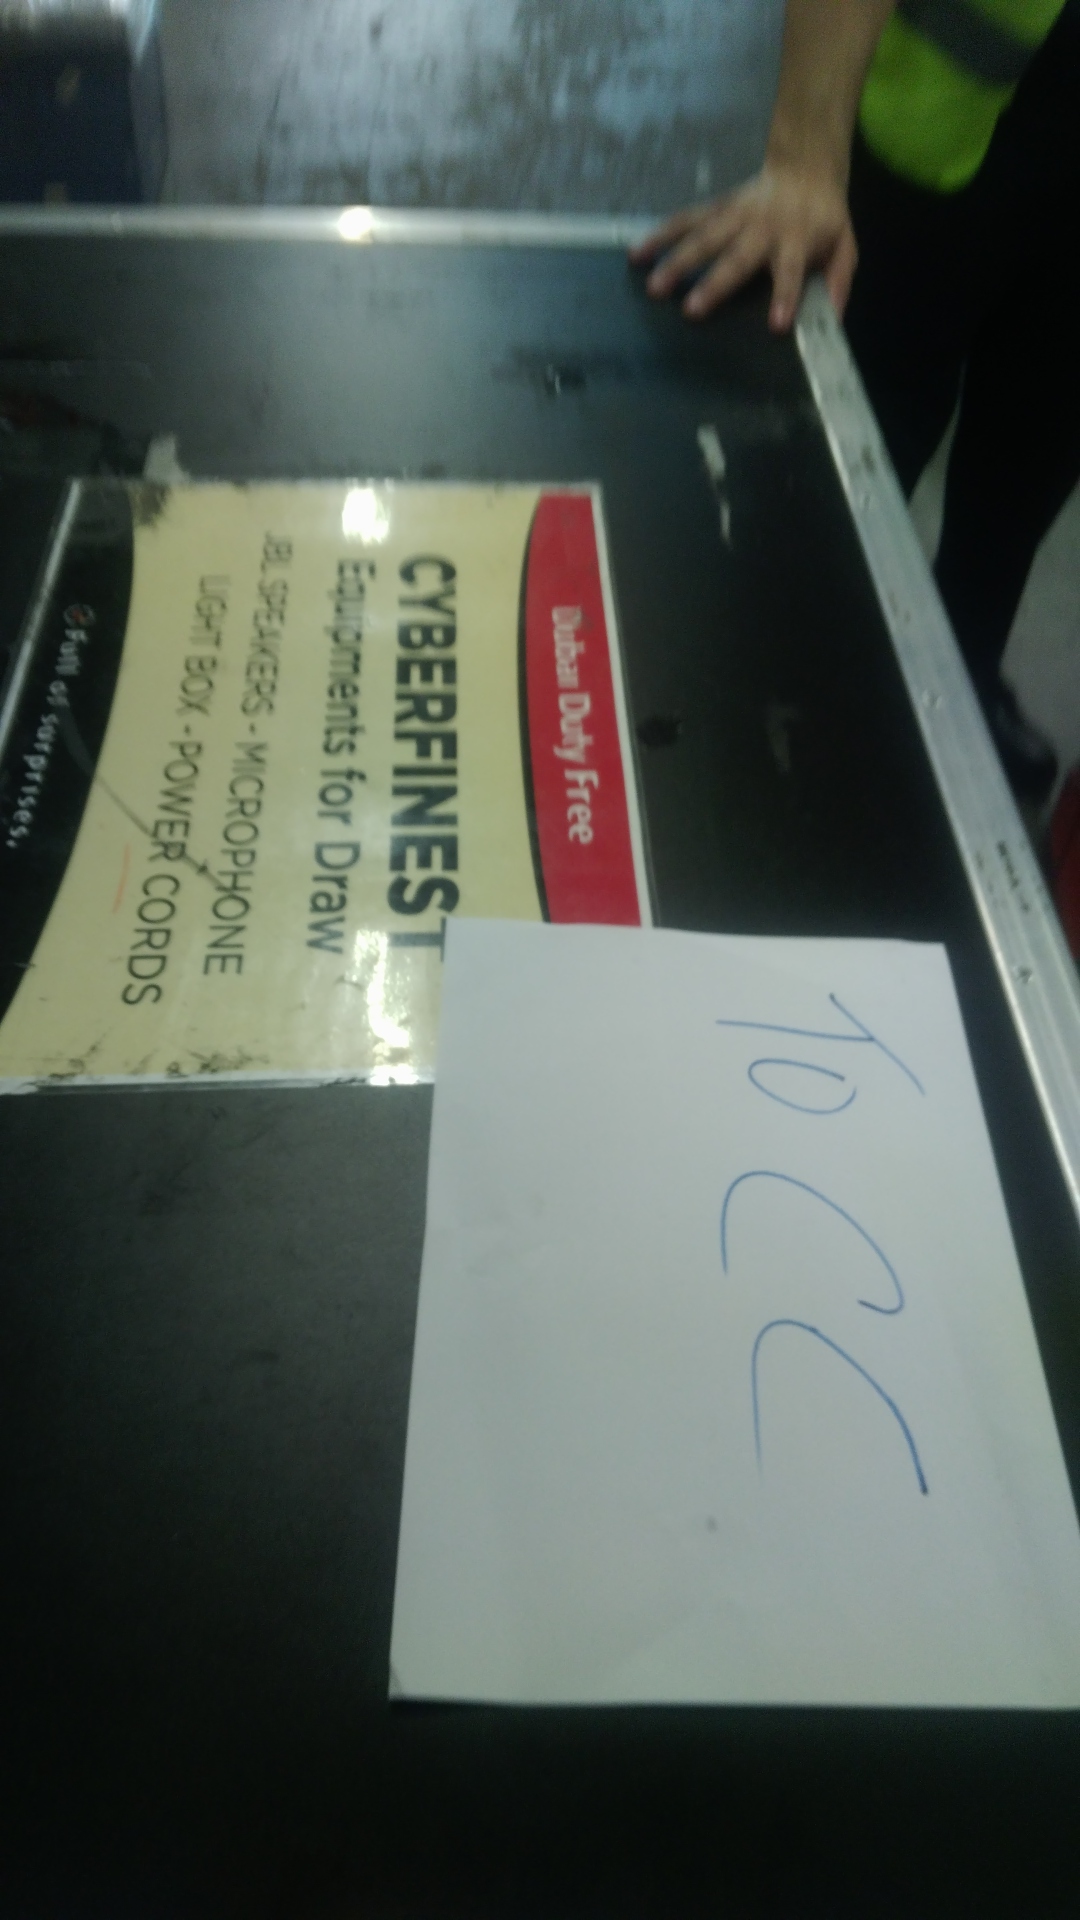 Dubai Duty Free
CYBERFINEST
Equipments for Draw
JBL SPEAKERS - MICROPHONE
LIGHT BOX - POWER CORDS
Full of surprises.
TO CC